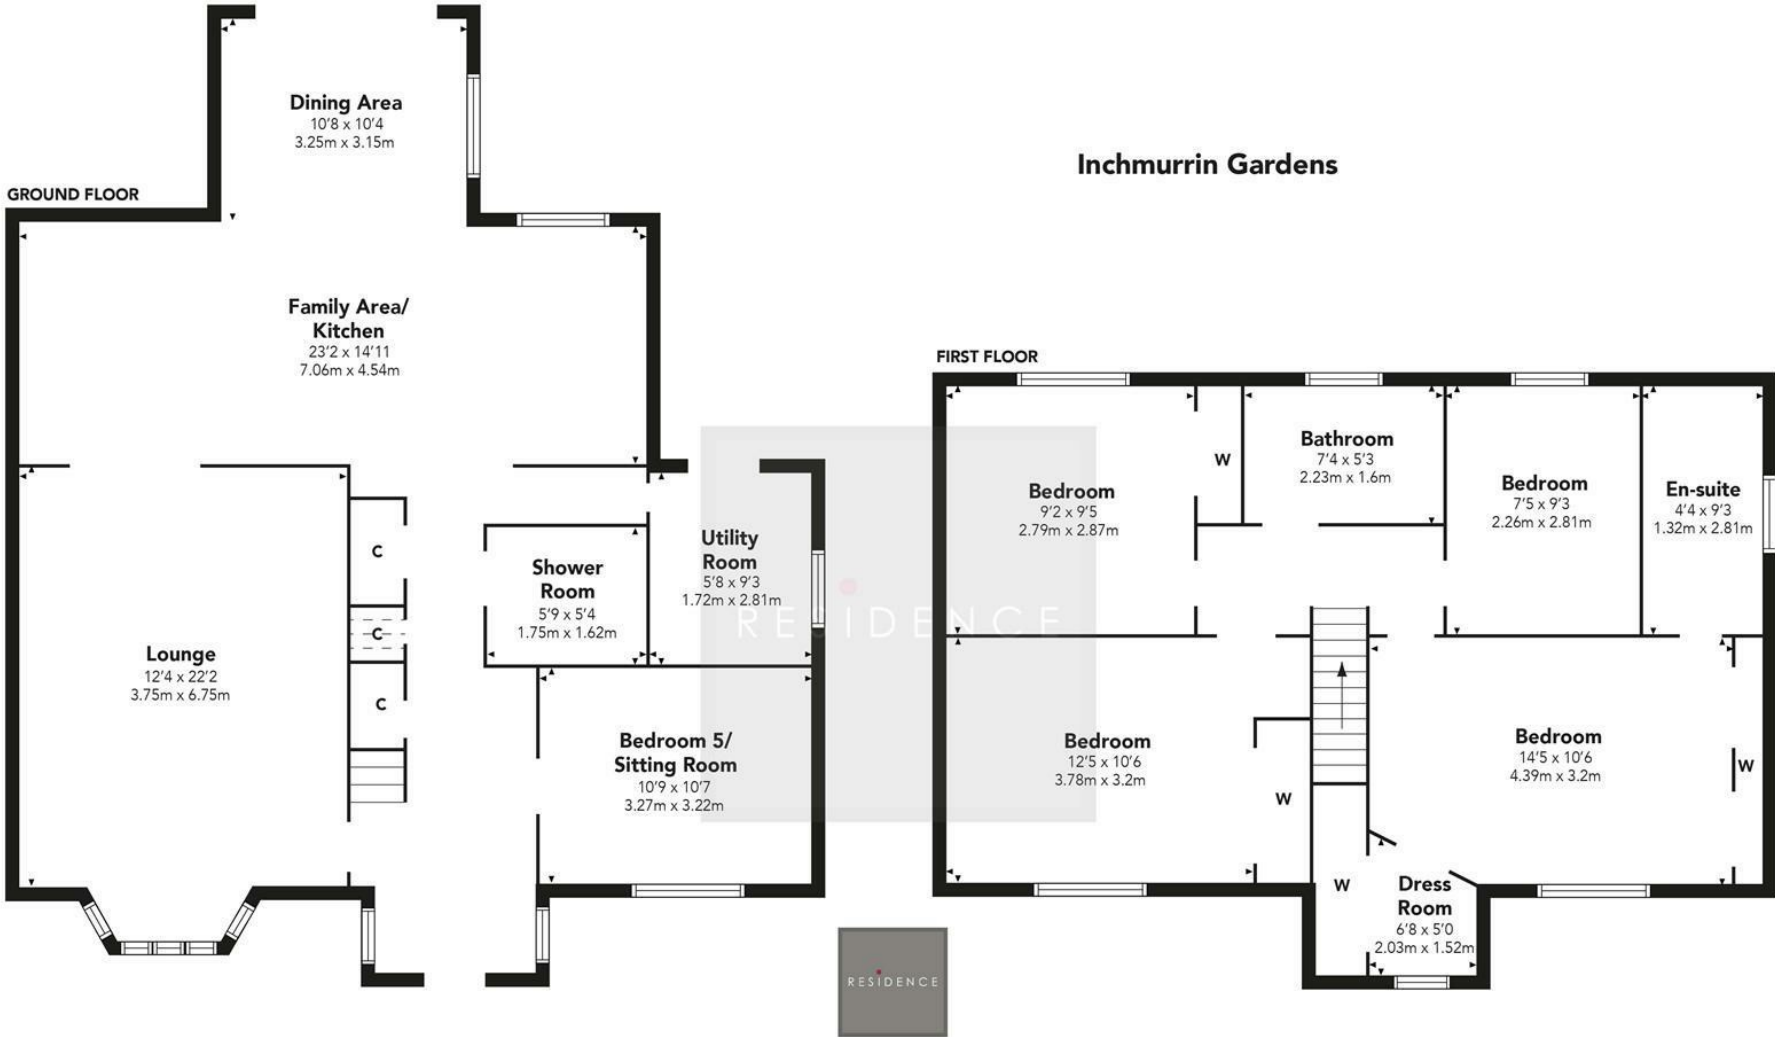 Inchmurrin Gardens
GROUND FLOOR
Dining Area
10'8 x 10'4
3.25m x 3.15m
Family Area/
Kitchen
23'2 x 14'11
7.06m x 4.54m
Lounge
12'4 x 22'2
3.75m x 6.75m
C
C
C
Shower
Room
5'9 x 5'4
1.75m x 1.62m
Utility
Room
5'8 x 9'3
1.72m x 2.81m
Bedroom 5/
Sitting Room
10'9 x 10'7
3.27m x 3.22m
RESIDENCE
FIRST FLOOR
Bedroom
9'2 x 9'5
2.79m x 2.87m
W
Bathroom
7'4 x 5'3
2.23m x 1.6m
Bedroom
7'5 x 9'3
2.26m x 2.81m
En-suite
4'4 x 9'3
1.32m x 2.81m
Bedroom
12'5 x 10'6
3.78m x 3.2m
W
Bedroom
14'5 x 10'6
4.39m x 3.2m
W
W
Dress
Room
6'8 x 5'0
2.03m x 1.52m
RESIDENCE